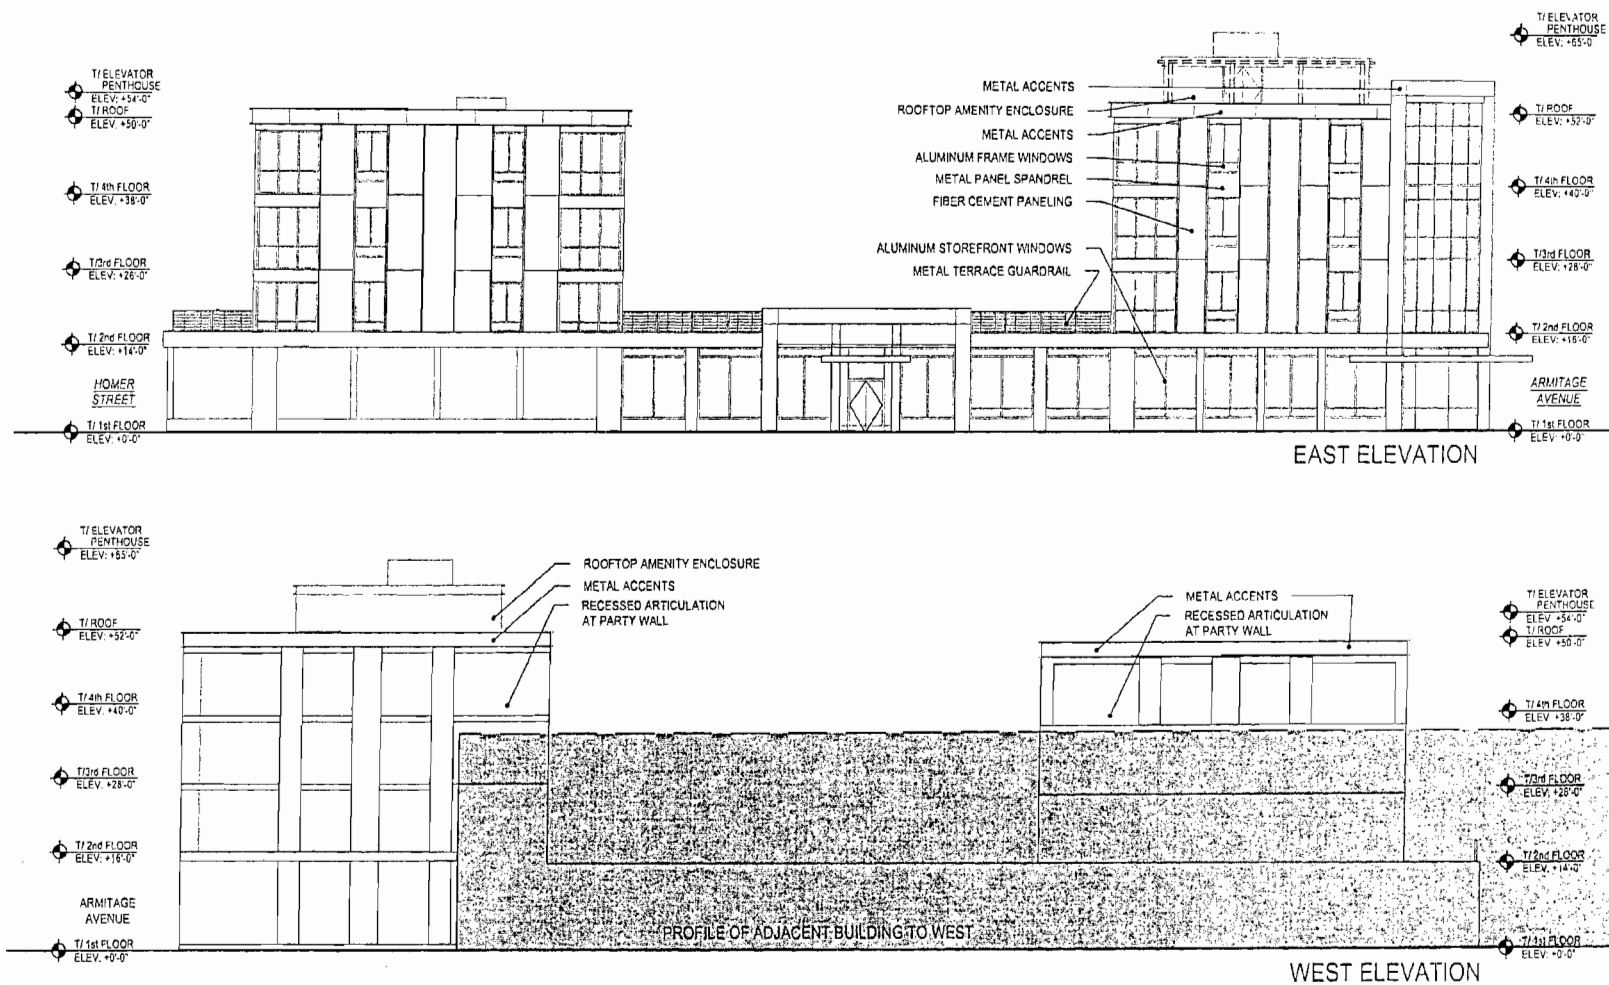 T/ ELEVATOR
PENTHOUSE
ELEV: +54'-0"
T/ ROOF
ELEV. +50'-0"
T/ 4th FLOOR
ELEV. +38'-0"
T/3rd FLOOR
ELEV: +26'-0"
T/ 2nd FLOOR
ELEV: +14'-0"
HOMER
STREET
T/ 1st FLOOR
ELEV: +0'-0"
METAL ACCENTS
ROOFTOP AMENITY ENCLOSURE
METAL ACCENTS
ALUMINUM FRAME WINDOWS
METAL PANEL SPANDREL
FIBER CEMENT PANELING
ALUMINUM STOREFRONT WINDOWS
METAL TERRACE GUARDRAIL
T/ ELEVATOR
PENTHOUSE
ELEV: +65'-0
T/ ROOF
ELEV: +52'-0"
T/ 4th FLOOR
ELEV: +40'-0"
T/3rd FLOOR
ELEV: +28'-0"
T/ 2nd FLOOR
ELEV: +16'-0"
ARMITAGE
AVENUE
T/ 1st FLOOR
ELEV: +0'-0"
EAST ELEVATION
T/ ELEVATOR
PENTHOUSE
ELEV: +65'-0"
T/ ROOF
ELEV: +52'-0"
T/ 4th FLOOR
ELEV. +40'-0"
T/3rd FLOOR
ELEV: +28'-0"
T/ 2nd FLOOR
ELEV: +16'-0"
ARMITAGE
AVENUE
T/ 1st FLOOR
ELEV: +0'-0"
ROOFTOP AMENITY ENCLOSURE
METAL ACCENTS
RECESSED ARTICULATION
AT PARTY WALL
PROFILE OF ADJACENT BUILDING TO WEST
METAL ACCENTS
RECESSED ARTICULATION
AT PARTY WALL
T/ ELEVATOR
PENTHOUSE
ELEV: +54'-0"
T/ ROOF
ELEV +50'-0"
T/ 4th FLOOR
ELEV +38'-0"
T/3rd FLOOR
ELEV: +26'-0"
T/ 2nd FLOOR
ELEV: +14'-0"
T/ 1st FLOOR
ELEV: +0'-0"
WEST ELEVATION